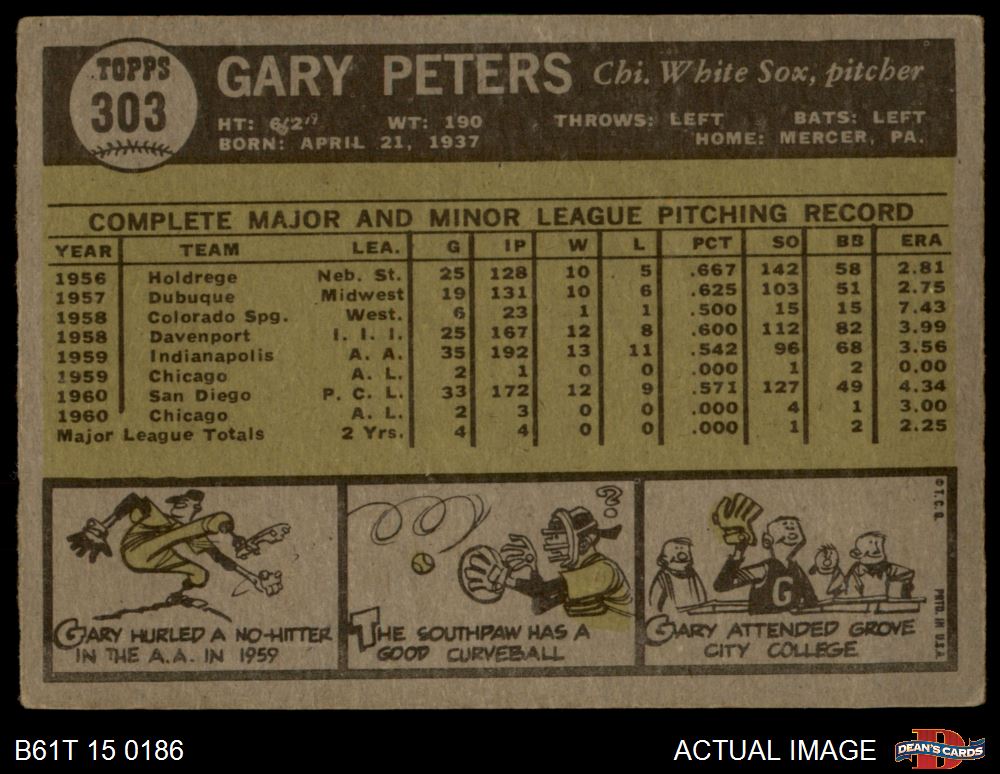 TOPPS
303
GARY PETERS Chi. White Sox, pitcher
HT: 6'2" WT: 190 THROWS: LEFT BATS: LEFT
BORN: APRIL 21, 1937 HOME: MERCER, PA.
COMPLETE MAJOR AND MINOR LEAGUE PITCHING RECORD
YEAR TEAM LEA. G IP W L PCT SO BB ERA
1956 Holdrege Neb. St. 25 128 10 5 .667 142 58 2.81
1957 Dubuque Midwest 19 131 10 6 .625 103 51 2.75
1958 Colorado Spg. West. 6 23 1 1 .500 15 15 7.43
1958 Davenport I. I. I. 25 167 12 8 .600 112 82 3.99
1959 Indianapolis A. A. 35 192 13 11 .542 96 68 3.56
1959 Chicago A. L. 2 1 0 0 .000 1 2 0.00
1960 San Diego P. C. L. 33 172 12 9 .571 127 49 4.34
1960 Chicago A. L. 2 3 0 0 .000 4 1 3.00
Major League Totals 2 Yrs. 4 4 0 0 .000 1 2 2.25
GARY HURLED A NO-HITTER
IN THE A.A. IN 1959
?
THE SOUTHPAW HAS A
GOOD CURVEBALL
G
GARY ATTENDED GROVE
CITY COLLEGE
© T.C.G.
PRTD. IN U.S.A.
B61T 15 0186
ACTUAL IMAGE
D
DEAN'S CARDS